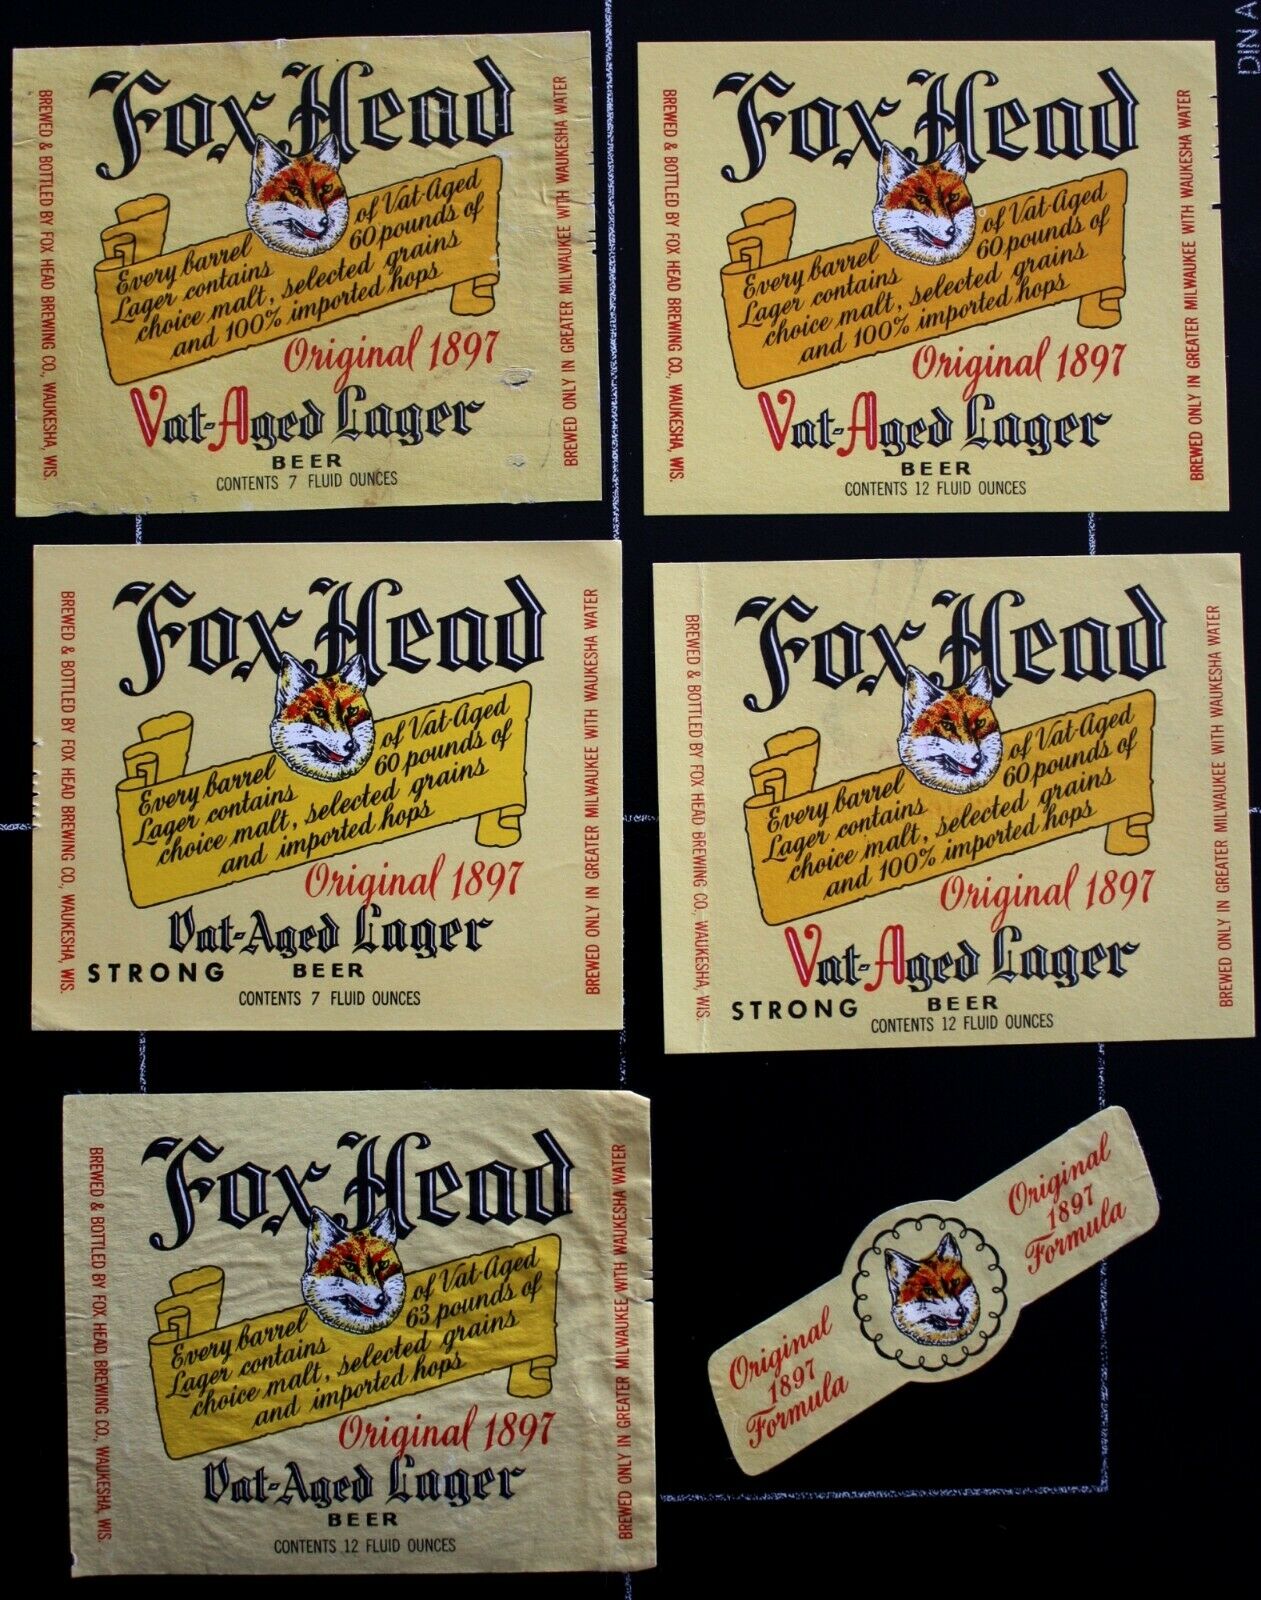 Fox Head
BREWED & BOTTLED BY FOX HEAD BREWING CO., WAUKESHA, WIS.
Every barrel of Vat-Aged
Lager contains 60 pounds of
choice malt, selected grains
and 100% imported hops
Original 1897
Vat-Aged Lager
BEER
CONTENTS 7 FLUID OUNCES
BREWED ONLY IN GREATER MILWAUKEE WITH WAUKESHA WATER
Fox Head
BREWED & BOTTLED BY FOX HEAD BREWING CO., WAUKESHA, WIS.
Every barrel of Vat-Aged
Lager contains 60 pounds of
choice malt, selected grains
and 100% imported hops
Original 1897
Vat-Aged Lager
BEER
CONTENTS 12 FLUID OUNCES
BREWED ONLY IN GREATER MILWAUKEE WITH WAUKESHA WATER
DIN A
Fox Head
BREWED & BOTTLED BY FOX HEAD BREWING CO., WAUKESHA, WIS.
Every barrel of Vat-Aged
Lager contains 60 pounds of
choice malt, selected grains
and imported hops
Original 1897
Vat-Aged Lager
STRONG BEER
CONTENTS 7 FLUID OUNCES
BREWED ONLY IN GREATER MILWAUKEE WITH WAUKESHA WATER
Fox Head
BREWED & BOTTLED BY FOX HEAD BREWING CO., WAUKESHA, WIS.
Every barrel of Vat-Aged
Lager contains 60 pounds of
choice malt, selected grains
and 100% imported hops
Original 1897
Vat-Aged Lager
STRONG BEER
CONTENTS 12 FLUID OUNCES
BREWED ONLY IN GREATER MILWAUKEE WITH WAUKESHA WATER
Fox Head
BREWED & BOTTLED BY FOX HEAD BREWING CO., WAUKESHA, WIS.
Every barrel of Vat-Aged
Lager contains 63 pounds of
choice malt, selected grains
and imported hops
Original 1897
Vat-Aged Lager
BEER
CONTENTS 12 FLUID OUNCES
BREWED ONLY IN GREATER MILWAUKEE WITH WAUKESHA WATER
Original
1897
Formula
Original
1897
Formula